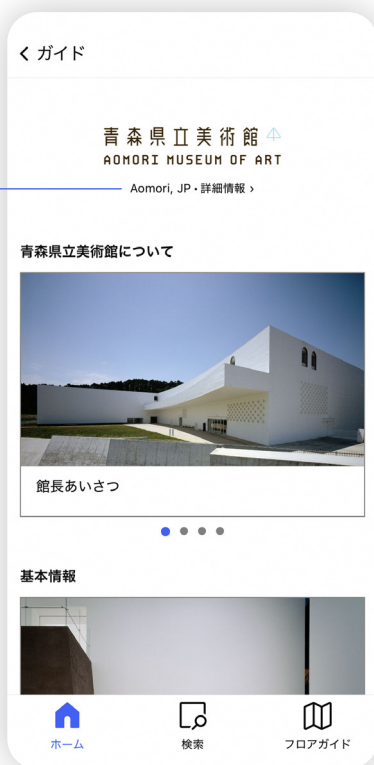 ガイド
青森県立美術館
AOMORI MUSEUM OF ART
Aomori, JP・詳細情報 ›
青森県立美術館について
館長あいさつ
基本情報
ホーム
検索
フロアガイド